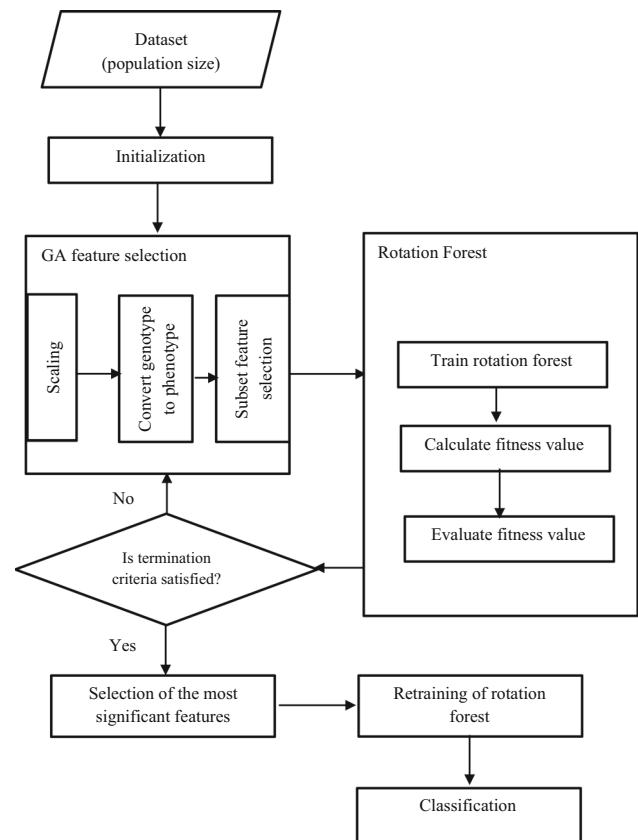 Dataset
(population size)
Initialization
GA feature selection
Scaling
Convert genotype
to phenotype
Subset feature
selection
Rotation Forest
Train rotation forest
Calculate fitness value
Evaluate fitness value
No
Is termination
criteria satisfied?
Yes
Selection of the most
significant features
Retraining of rotation
forest
Classification